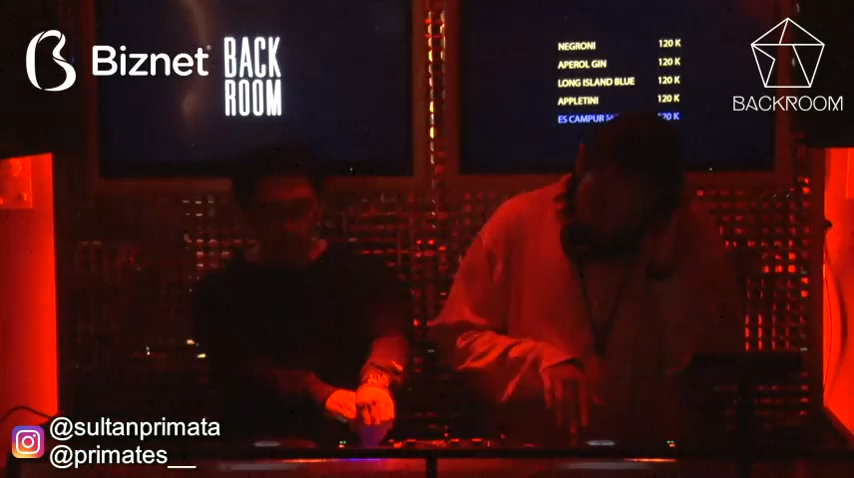 Biznet
BACK
ROOM
NEGRONI 120 K
APEROL GIN 120 K
LONG ISLAND BLUE 120 K
APPLETINI 120 K
ES CAMPUR 120 K
BACKROOM
@sultanprimata
@primates__